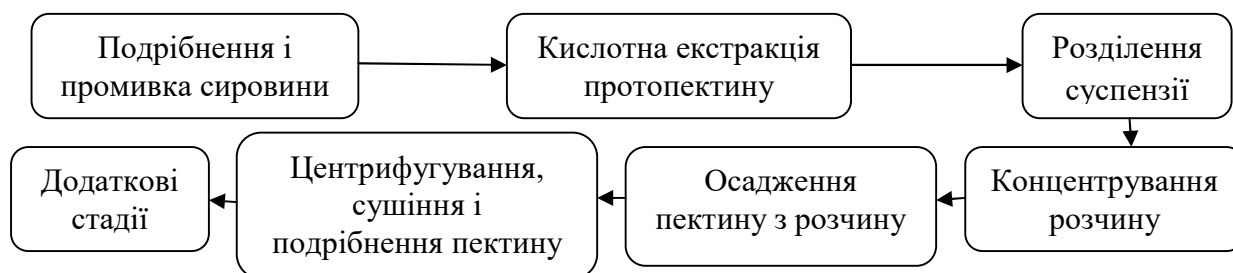 Подрібнення і
промивка сировини
Кислотна екстракція
протопектину
Розділення
суспензії
Концентрування
розчину
Осадження
пектину з розчину
Центрифугування,
сушіння і
подрібнення пектину
Додаткові
стадії